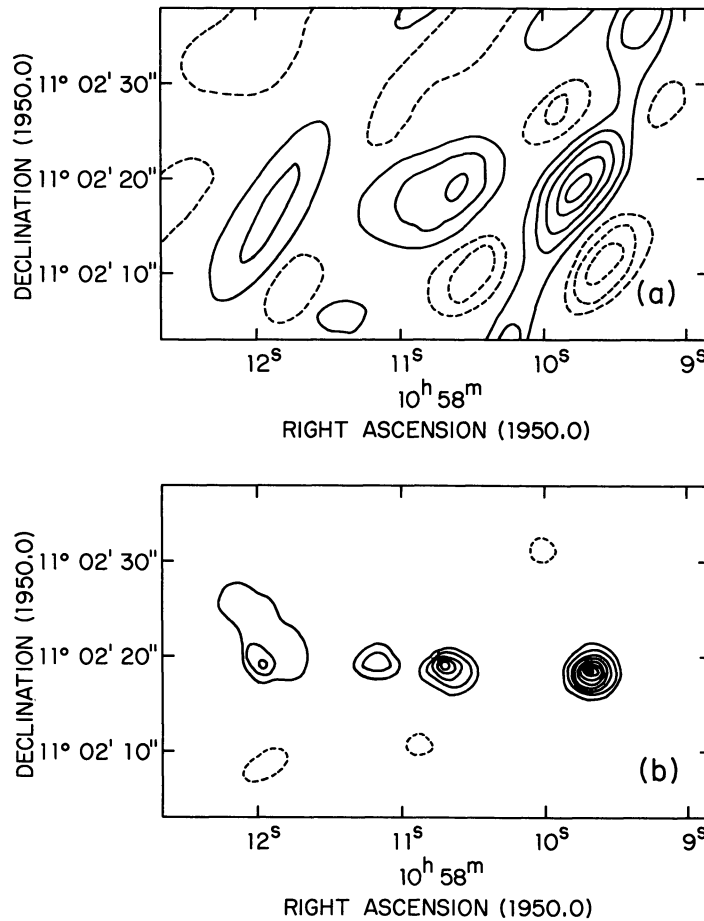 DECLINATION (1950.0)
11° 02' 30"
11° 02' 20"
11° 02' 10"
(a)
12ˢ 11ˢ 10ˢ 9ˢ
10ʰ 58ᵐ
RIGHT ASCENSION (1950.0)
DECLINATION (1950.0)
11° 02' 30"
11° 02' 20"
11° 02' 10"
(b)
12ˢ 11ˢ 10ˢ 9ˢ
10ʰ 58ᵐ
RIGHT ASCENSION (1950.0)